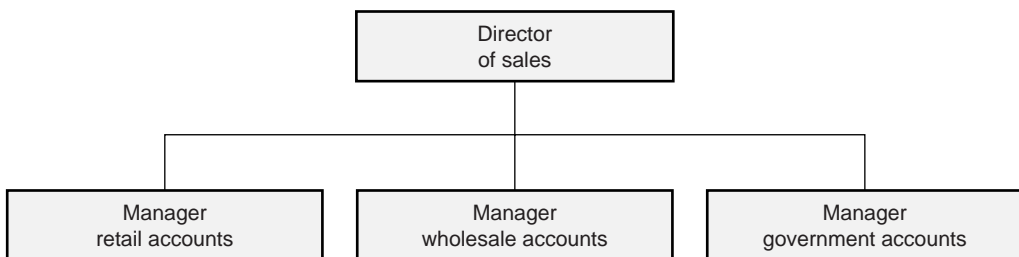 Director
of sales
Manager
retail accounts
Manager
wholesale accounts
Manager
government accounts